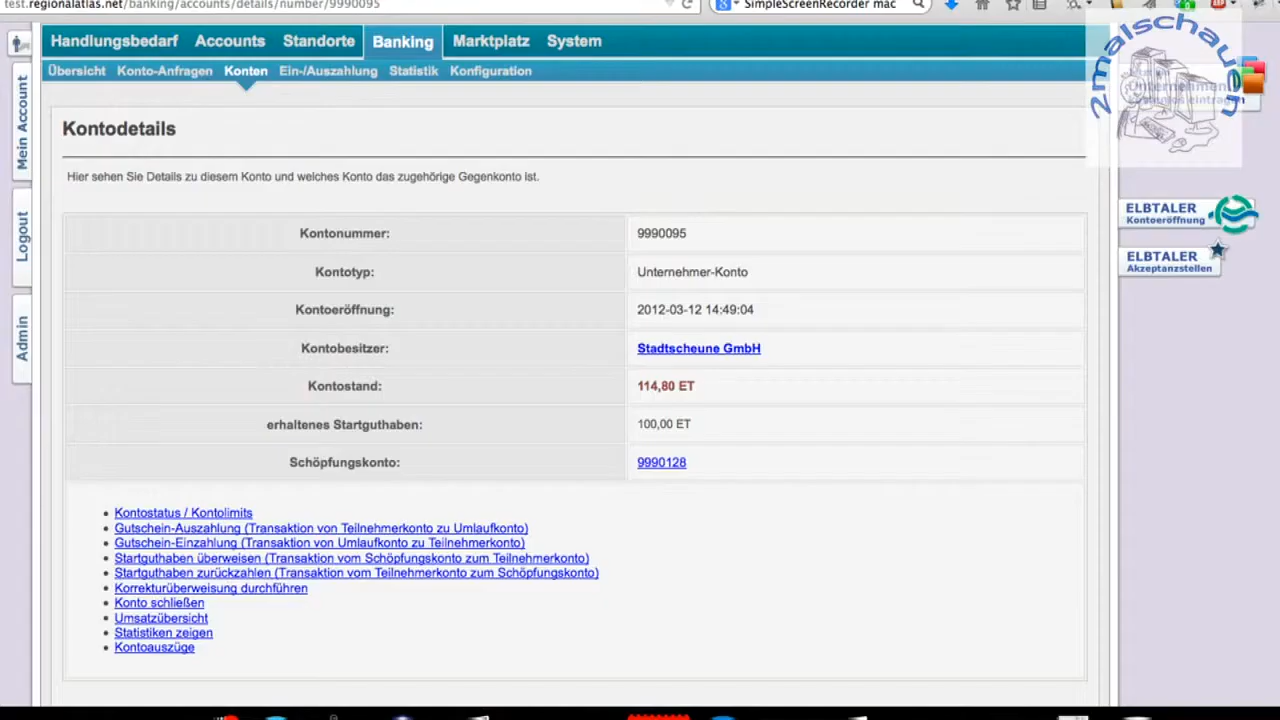 test.regionalatlas.net/banking/accounts/details/number/9990095
SimpleScreenRecorder mac
Handlungsbedarf Accounts Standorte Banking Marktplatz System
Übersicht Konto-Anfragen Konten Ein-/Auszahlung Statistik Konfiguration
Mein Account
Logout
Admin
2malschauen
Unternehmen
kostenlos eintragen
ELBTALER
Kontoeröffnung
ELBTALER
Akzeptanzstellen
Kontodetails
Hier sehen Sie Details zu diesem Konto und welches Konto das zugehörige Gegenkonto ist.
Kontonummer: 9990095
Kontotyp: Unternehmer-Konto
Kontoeröffnung: 2012-03-12 14:49:04
Kontobesitzer: Stadtscheune GmbH
Kontostand: 114,80 ET
erhaltenes Startguthaben: 100,00 ET
Schöpfungskonto: 9990128
Kontostatus / Kontolimits
Gutschein-Auszahlung (Transaktion von Teilnehmerkonto zu Umlaufkonto)
Gutschein-Einzahlung (Transaktion von Umlaufkonto zu Teilnehmerkonto)
Startguthaben überweisen (Transaktion vom Schöpfungskonto zum Teilnehmerkonto)
Startguthaben zurückzahlen (Transaktion vom Teilnehmerkonto zum Schöpfungskonto)
Korrekturüberweisung durchführen
Konto schließen
Umsatzübersicht
Statistiken zeigen
Kontoauszüge